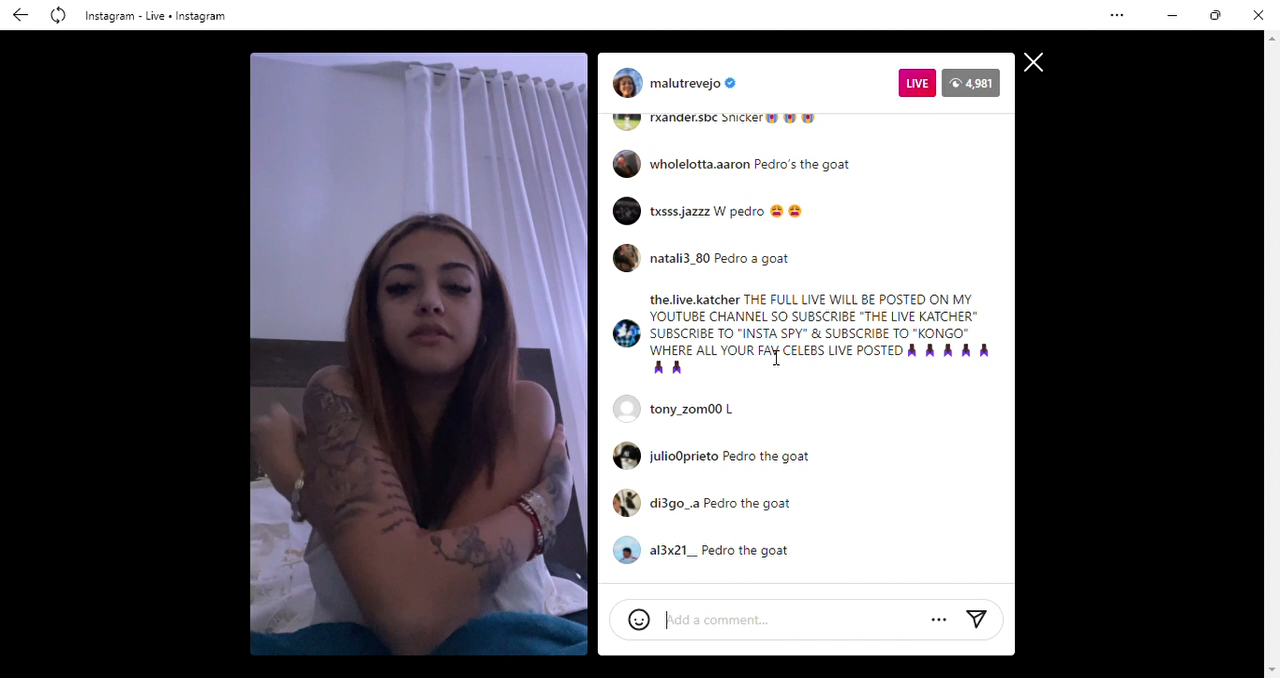 Instagram - Live • Instagram
malutrevejo
LIVE
4,981
rxander.sbc Snicker😭😭😭
wholelotta.aaron Pedro's the goat
txsss.jazzz W pedro 😩😩
natali3_80 Pedro a goat
the.live.katcher THE FULL LIVE WILL BE POSTED ON MY
YOUTUBE CHANNEL SO SUBSCRIBE "THE LIVE KATCHER"
SUBSCRIBE TO "INSTA SPY" & SUBSCRIBE TO "KONGO"
WHERE ALL YOUR FAV CELEBS LIVE POSTED
tony_zom00 L
julio0prieto Pedro the goat
di3go_.a Pedro the goat
al3x21__ Pedro the goat
Add a comment...